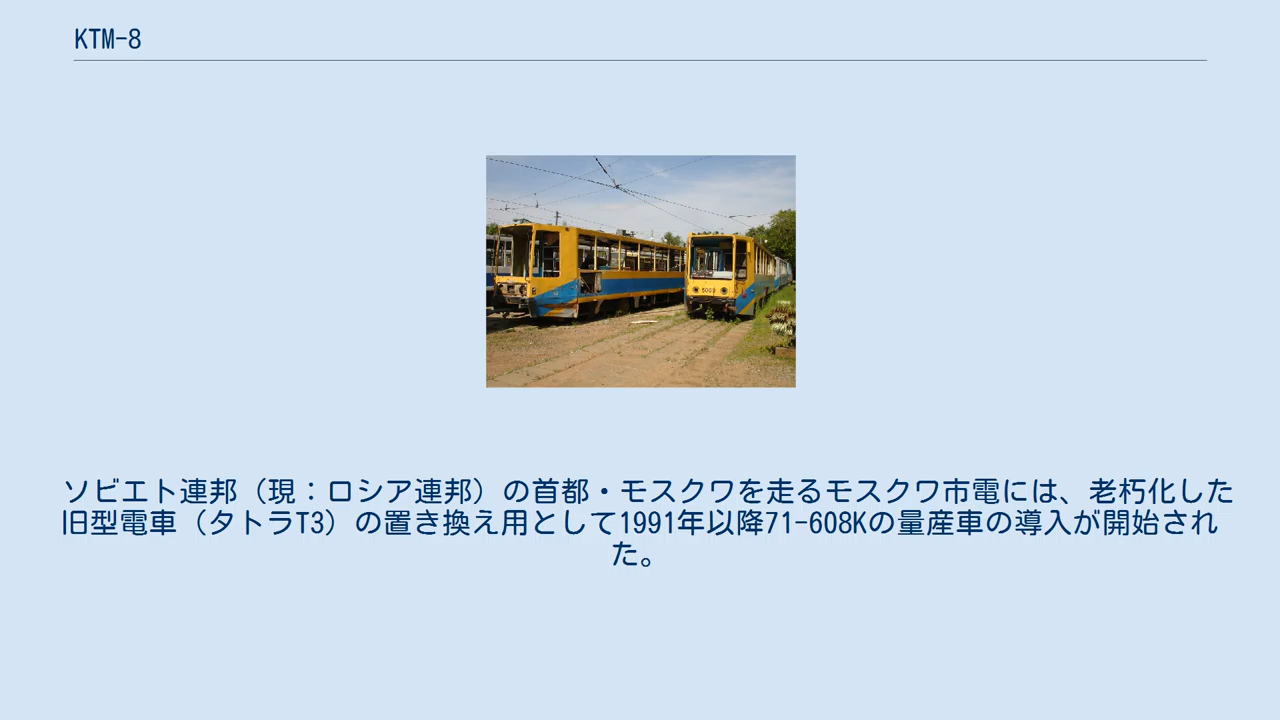 KTM-8
ソビエト連邦（現：ロシア連邦）の首都・モスクワを走るモスクワ市電には、老朽化した
旧型電車（タトラT3）の置き換え用として1991年以降71-608Kの量産車の導入が開始され
た。